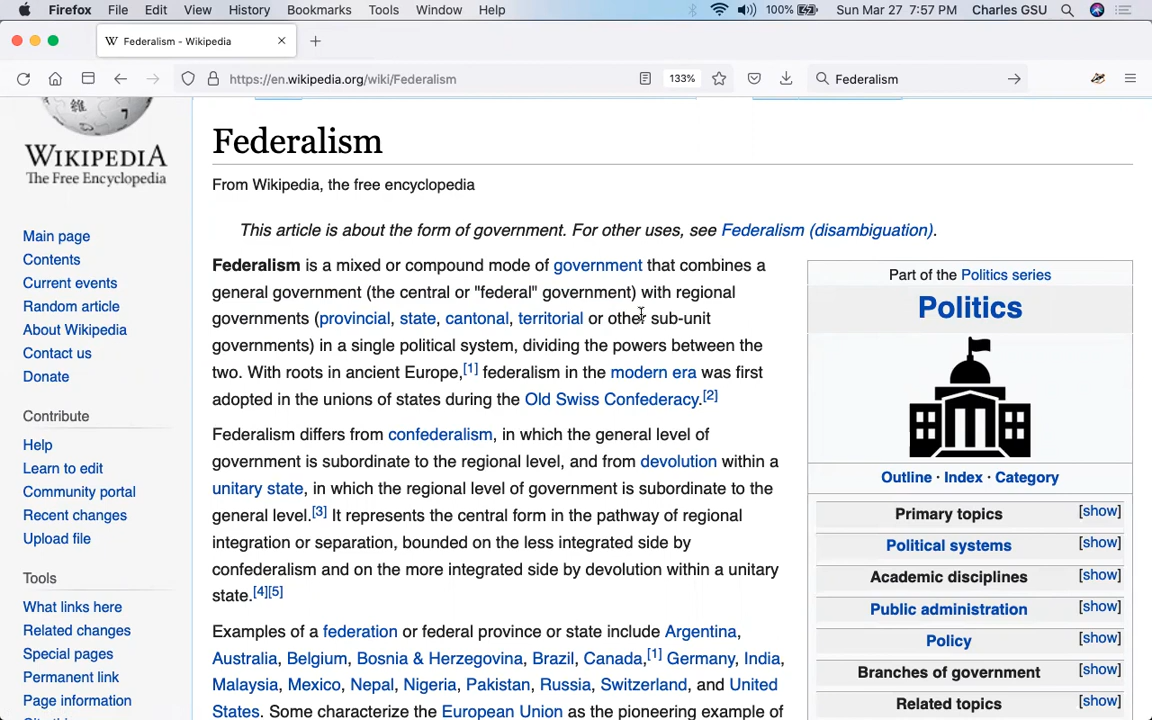 Firefox File Edit View History Bookmarks Tools Window Help 100% Sun Mar 27 7:57 PM Charles GSU
W Federalism - Wikipedia
https://en.wikipedia.org/wiki/Federalism 133% Federalism
WIKIPEDIA
The Free Encyclopedia
Main page
Contents
Current events
Random article
About Wikipedia
Contact us
Donate
Contribute
Help
Learn to edit
Community portal
Recent changes
Upload file
Tools
What links here
Related changes
Special pages
Permanent link
Page information
Federalism
From Wikipedia, the free encyclopedia
This article is about the form of government. For other uses, see Federalism (disambiguation).
Federalism is a mixed or compound mode of government that combines a
general government (the central or "federal" government) with regional
governments (provincial, state, cantonal, territorial or other sub-unit
governments) in a single political system, dividing the powers between the
two. With roots in ancient Europe,[1] federalism in the modern era was first
adopted in the unions of states during the Old Swiss Confederacy.[2]
Federalism differs from confederalism, in which the general level of
government is subordinate to the regional level, and from devolution within a
unitary state, in which the regional level of government is subordinate to the
general level.[3] It represents the central form in the pathway of regional
integration or separation, bounded on the less integrated side by
confederalism and on the more integrated side by devolution within a unitary
state.[4][5]
Examples of a federation or federal province or state include Argentina,
Australia, Belgium, Bosnia & Herzegovina, Brazil, Canada,[1] Germany, India,
Malaysia, Mexico, Nepal, Nigeria, Pakistan, Russia, Switzerland, and United
States. Some characterize the European Union as the pioneering example of
Part of the Politics series
Politics
Outline · Index · Category
Primary topics [show]
Political systems [show]
Academic disciplines [show]
Public administration [show]
Policy [show]
Branches of government [show]
Related topics [show]